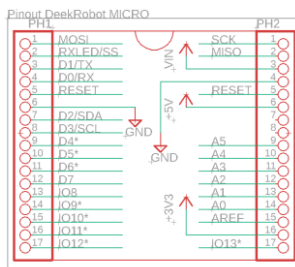 Pinout DeekRobot MICRO
PH1 PH2
1 MOSI SCK 1
2 RXLED/SS VIN MISO 2
3 D1/TX 3
4 D0/RX 4
5 RESET RESET 5
6 +5V 6
7 D2/SDA 7
8 D3/SCL GND 8
9 D4* GND A5 9
10 D5* A4 10
11 D6* A3 11
12 D7 A2 12
13 IO8 A1 13
14 IO9* +3V3 A0 14
15 IO10* AREF 15
16 IO11* 16
17 IO12* IO13* 17